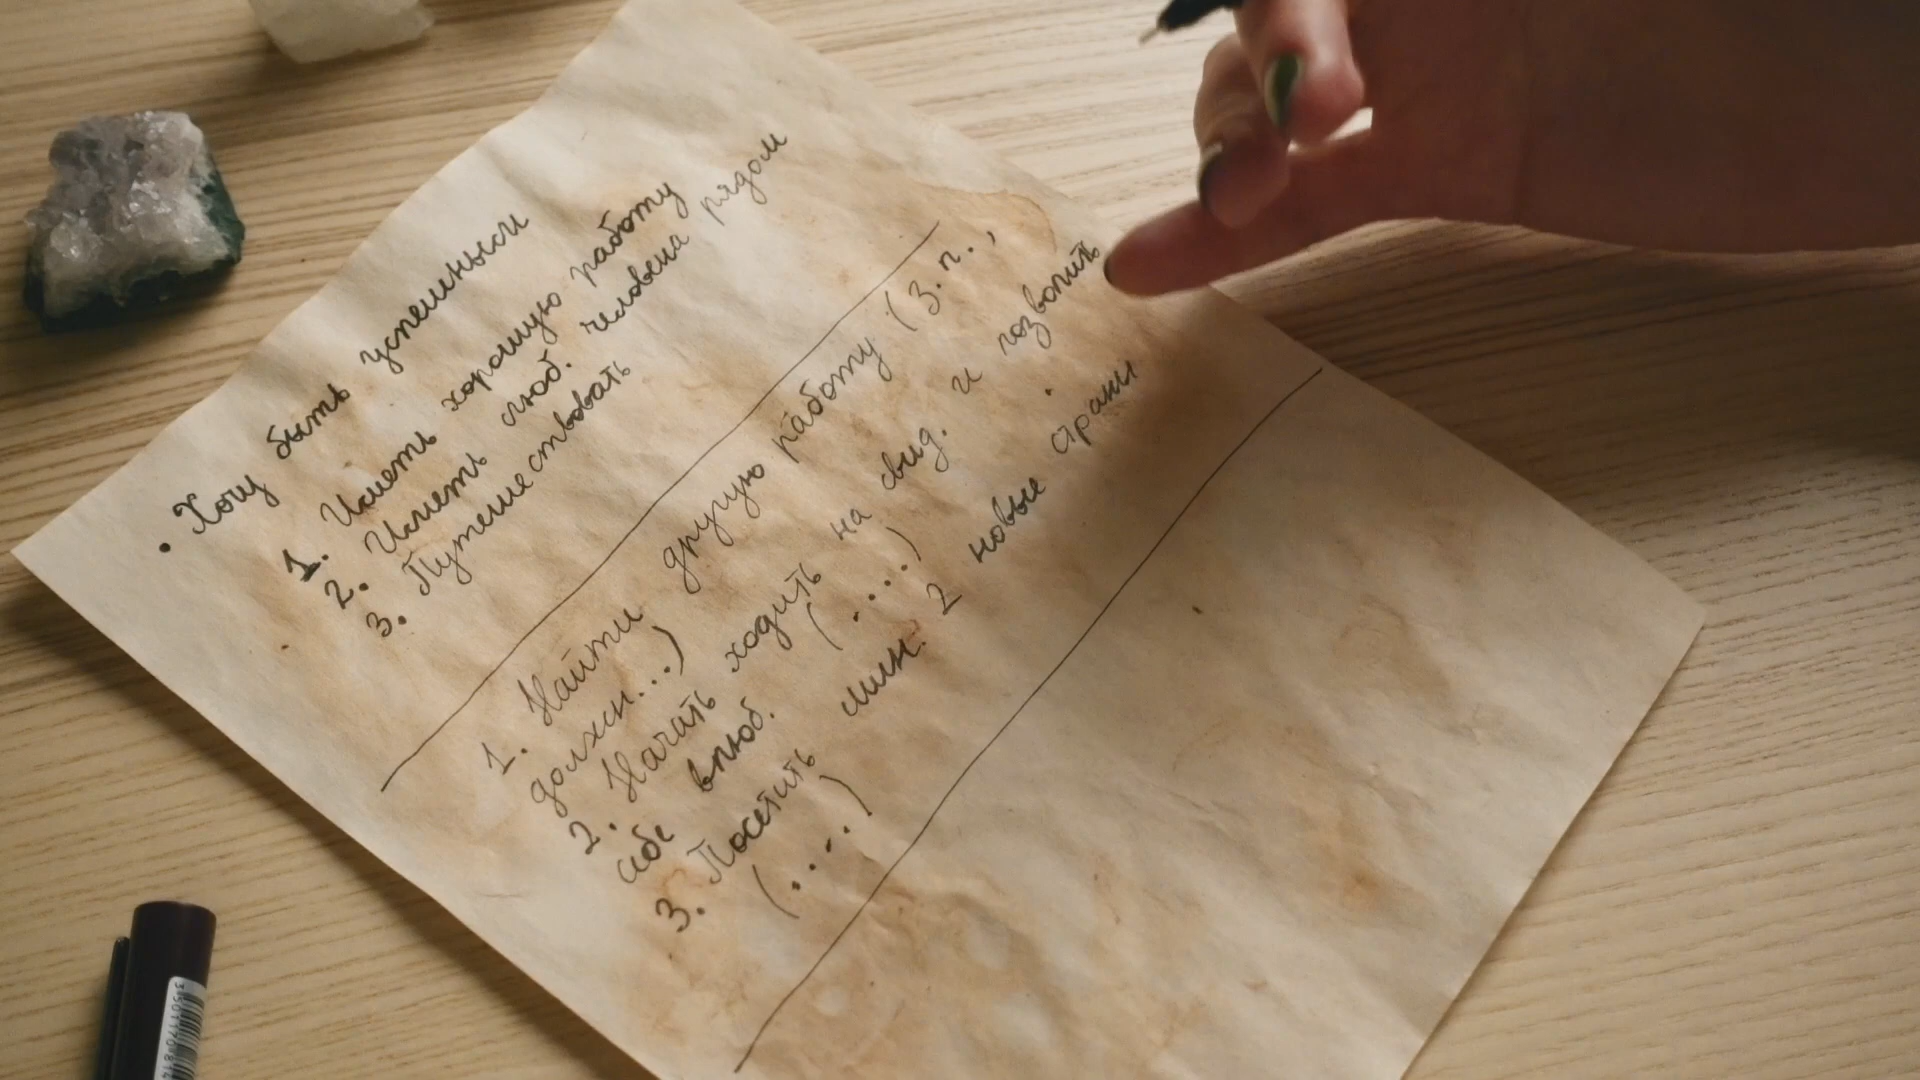 • Хочу быть успешным
1. Иметь хорошую работу
2. Иметь люб. человека рядом
3. Путешествовать
1. Найти другую работу (З.п.,
должн...)
2. Начать ходить на свид. и позволить
себе влюб. (....)
3. Посетить мин. 2 новые страны
(....)